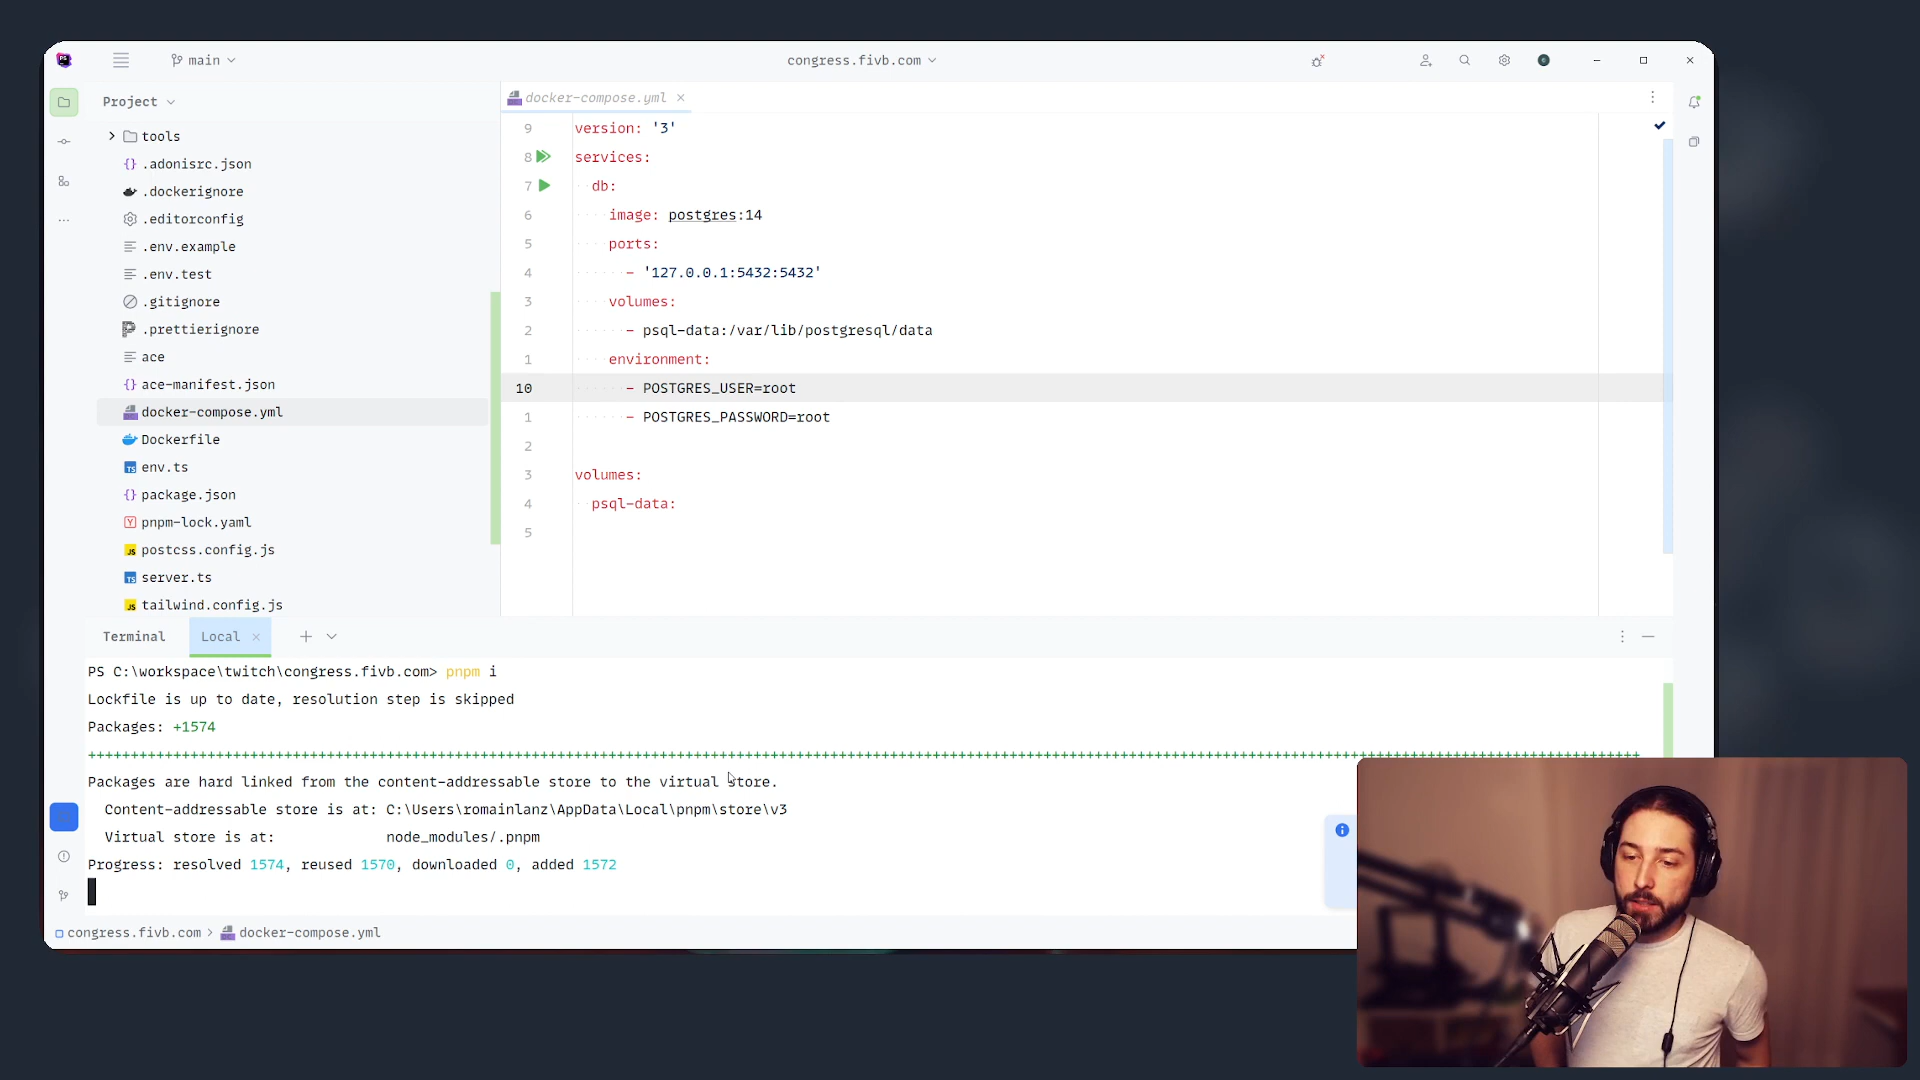 PS
main
congress.fivb.com
Project
docker-compose.yml
tools
{} .adonisrc.json
.dockerignore
.editorconfig
.env.example
.env.test
.gitignore
.prettierignore
ace
{} ace-manifest.json
docker-compose.yml
Dockerfile
TS env.ts
{} package.json
Y pnpm-lock.yaml
JS postcss.config.js
TS server.ts
JS tailwind.config.js
9 version: '3'
8 services:
7 db:
6 image: postgres:14
5 ports:
4 - '127.0.0.1:5432:5432'
3 volumes:
2 - psql-data:/var/lib/postgresql/data
1 environment:
10 - POSTGRES_USER=root
1 - POSTGRES_PASSWORD=root
2
3 volumes:
4 psql-data:
5
Terminal
Local
PS C:\workspace\twitch\congress.fivb.com> pnpm i
Lockfile is up to date, resolution step is skipped
Packages: +1574
++++++++++++++++++++++++++++++++++++++++++++++++++++++++++++++++++++++++++++++++++++++++++++++++++++++++++++++++++++++++++++++++++++++++++++++++++++++++++++++++++++++++++++++++++++++
Packages are hard linked from the content-addressable store to the virtual store.
Content-addressable store is at: C:\Users\romainlanz\AppData\Local\pnpm\store\v3
Virtual store is at: node_modules/.pnpm
Progress: resolved 1574, reused 1570, downloaded 0, added 1572
congress.fivb.com > docker-compose.yml